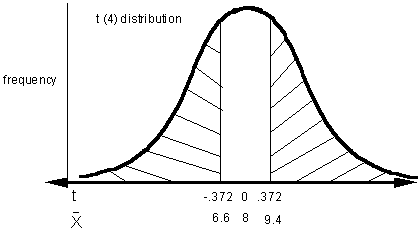 t (4) distribution
frequency
t -.372 0 .372
X̄ 6.6 8 9.4